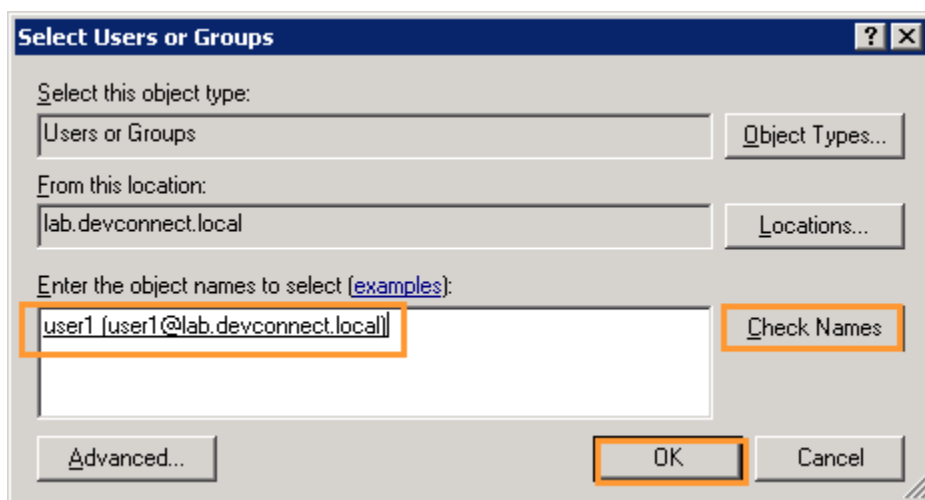 Select Users or Groups
Select this object type:
Users or Groups
Object Types...
From this location:
lab.devconnect.local
Locations...
Enter the object names to select (examples):
user1 (user1@lab.devconnect.local)
Check Names
Advanced...
OK
Cancel